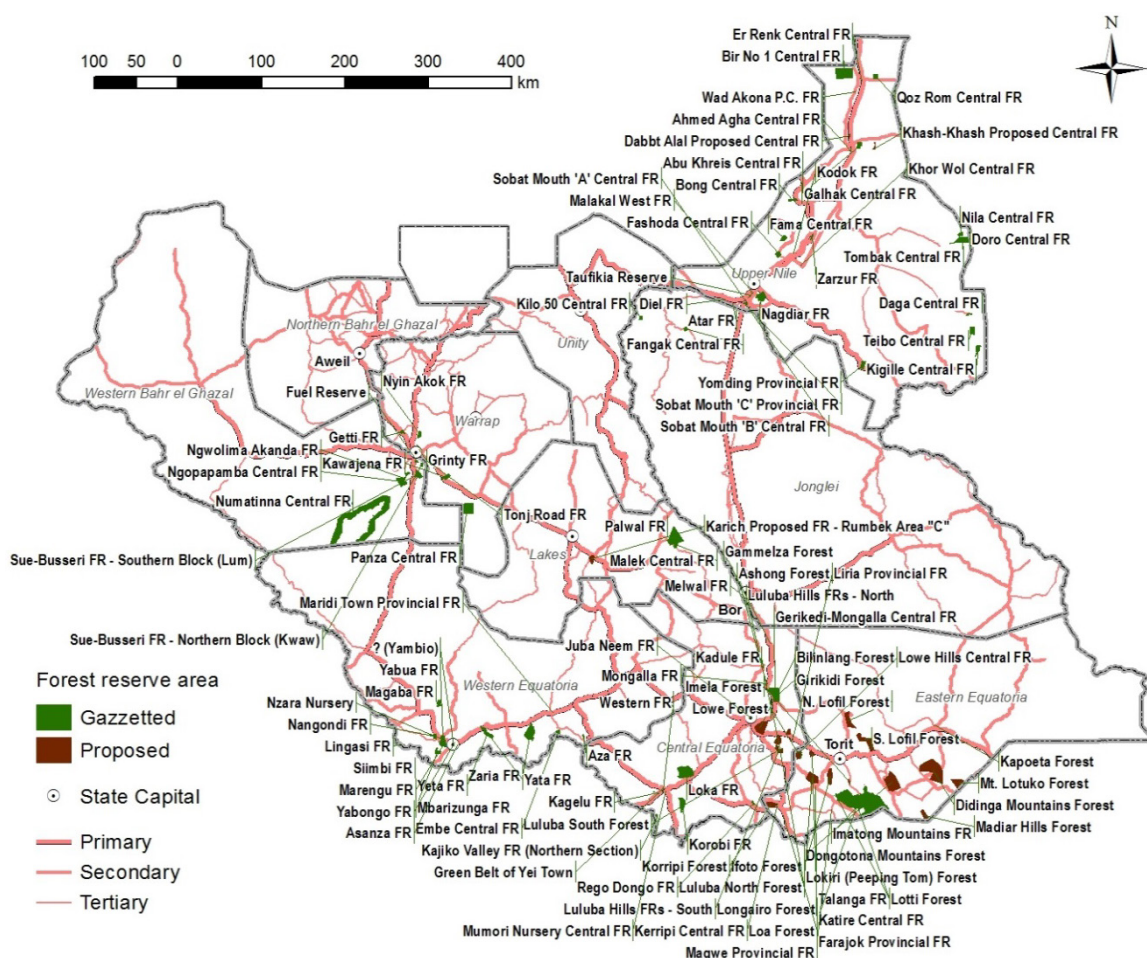 N
100 50 0 100 200 300 400
km
Er Renk Central FR
Bir No 1 Central FR
Wad Akona P.C. FR
Qoz Rom Central FR
Ahmed Agha Central FR
Khash-Khash Proposed Central FR
Dabbt Alal Proposed Central FR
Abu Khreis Central FR
Kodok FR
Khor Wol Central FR
Sobat Mouth 'A' Central FR
Bong Central FR
Galhak Central FR
Malakal West FR
Nila Central FR
Fashoda Central FR
Fama Central FR
Doro Central FR
Tombak Central FR
Taufikia Reserve
Upper Nile
Zarzur FR
Kilo 50 Central FR
Diel FR
Daga Central FR
Atar FR
Nagdiar FR
Northern Bahr el Ghazal
Unity
Fangak Central FR
Teibo Central FR
Aweil
Kigille Central FR
Nyin Akok FR
Yomding Provincial FR
Western Bahr el Ghazal
Fuel Reserve
Sobat Mouth 'C' Provincial FR
Warrap
Sobat Mouth 'B' Central FR
Getti FR
Ngwolima Akanda FR
Kawajena FR
Grinty FR
Ngopapamba Central FR
Jonglei
Numatinna Central FR
Tonj Road FR
Palwal FR
Karich Proposed FR - Rumbek Area "C"
Sue-Busseri FR - Southern Block (Lum)
Panza Central FR
Lakes
Malek Central FR
Gammelza Forest
Melwal FR
Ashong Forest
Liria Provincial FR
Maridi Town Provincial FR
Luluba Hills FRs - North
Bor
Gerikedi-Mongalla Central FR
Sue-Busseri FR - Northern Block (Kwaw)
? (Yambio)
Juba Neem FR
Kadule FR
Bilinlang Forest
Lowe Hills Central FR
Yabua FR
Mongalla FR
Imela Forest
Girikidi Forest
Forest reserve area
Magaba FR
Western Equatoria
Eastern Equatoria
Gazzetted
Nzara Nursery
Western FR
Lowe Forest
N. Lofil Forest
Proposed
Nangondi FR
Central Equatoria
Torit
S. Lofil Forest
Lingasi FR
Aza FR
Kapoeta Forest
State Capital
Siimbi FR
Zaria FR
Yata FR
Loka FR
Mt. Lotuko Forest
Marengu FR
Yeta FR
Kagelu FR
Yabongo FR
Mbarizunga FR
Didinga Mountains Forest
Primary
Asanza FR
Embe Central FR
Luluba South Forest
Imatong Mountains FR
Madiar Hills Forest
Kajiko Valley FR (Northern Section)
Korobi FR
Dongotona Mountains Forest
Secondary
Green Belt of Yei Town
Korripi Forest
Ifoto Forest
Lokiri (Peeping Tom) Forest
Rego Dongo FR
Luluba North Forest
Talanga FR
Lotti Forest
Tertiary
Luluba Hills FRs - South
Longairo Forest
Katire Central FR
Mumori Nursery Central FR
Kerripi Central FR
Loa Forest
Farajok Provincial FR
Magwe Provincial FR